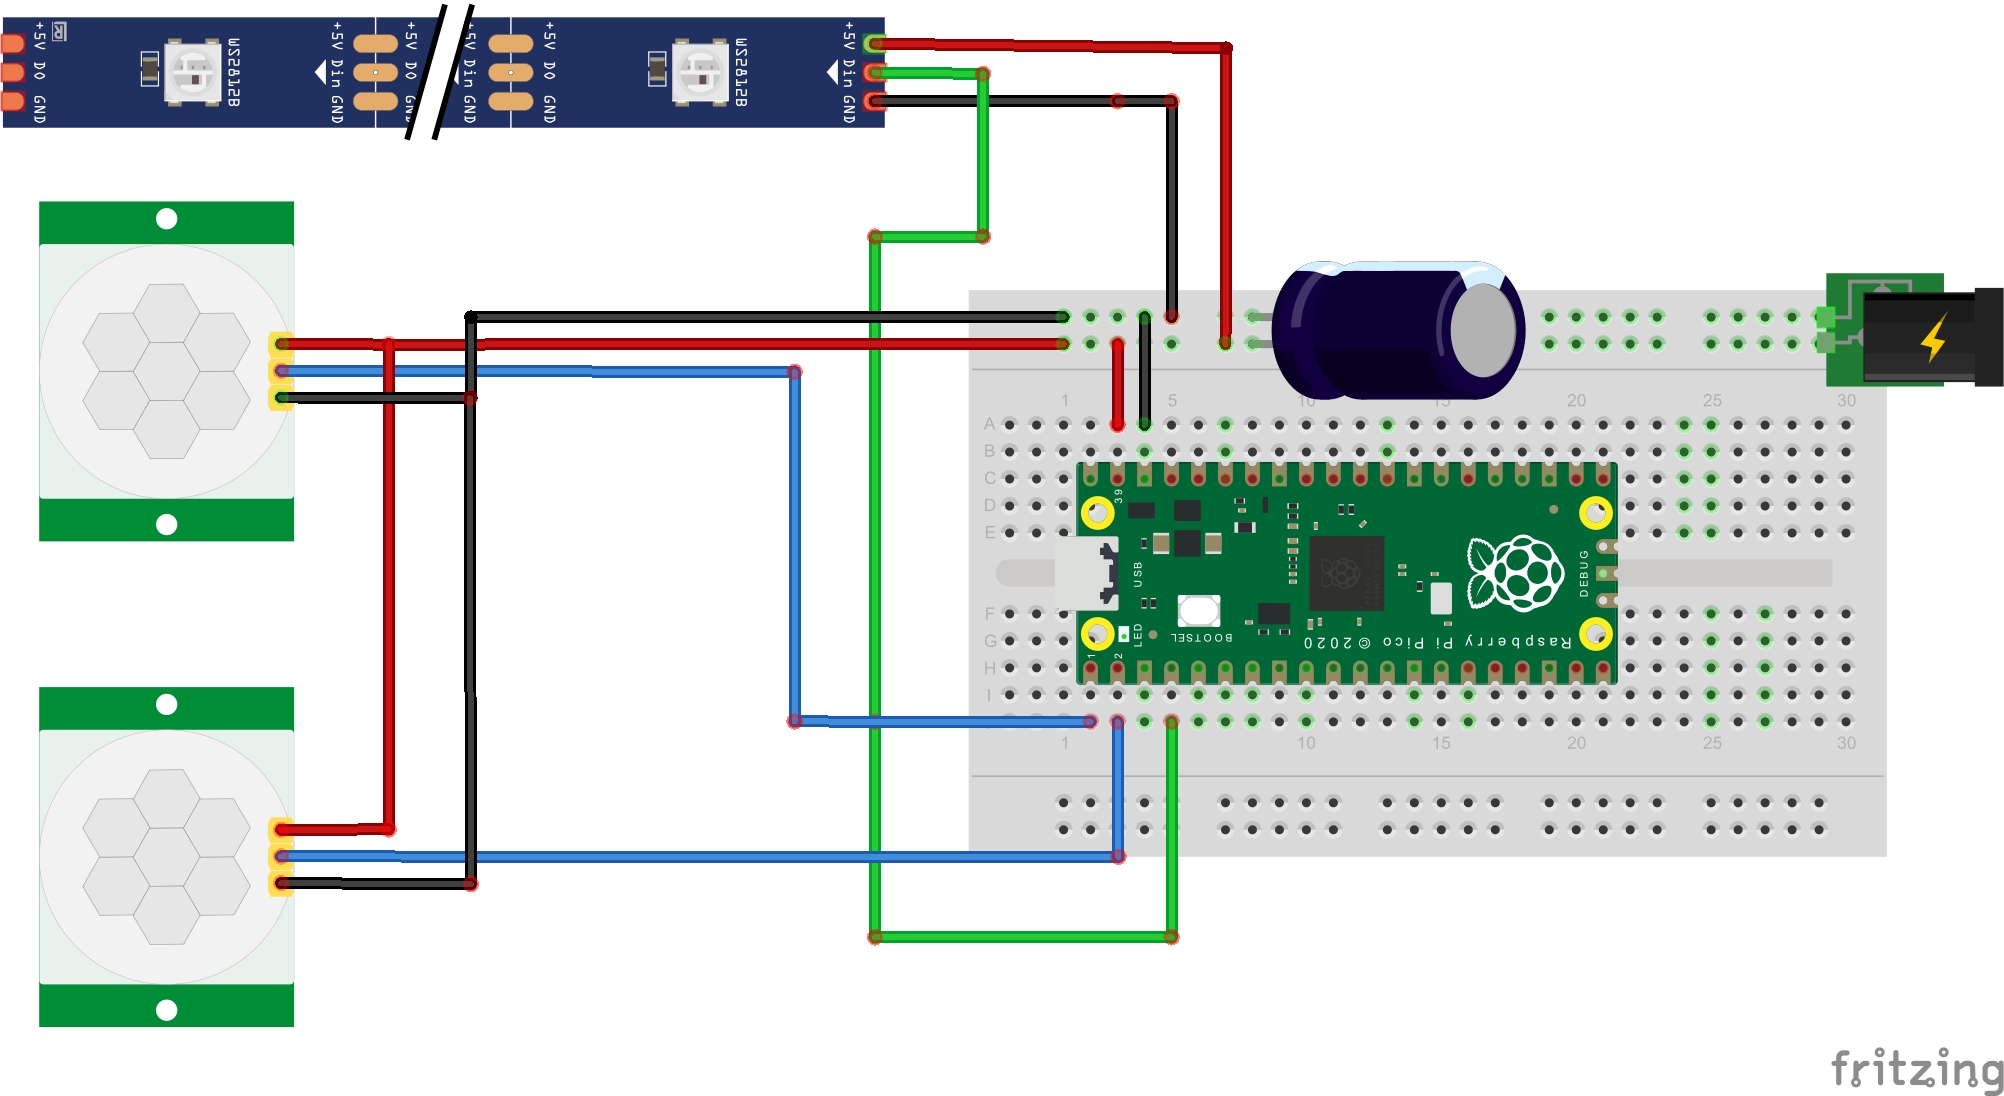 +5V DO GND
R
WS2812B
+5V Din GND
+5V DO GND
+5V Din GND
+5V DO GND
WS2812B
+5V Din GND
1 5 10 15 20 25 30
A
B
C
D
E
39
USB
DEBUG
BOOTSEL
LED
Raspberry Pi Pico © 2020
1 2
F
G
H
I
1 10 15 20 25 30
fritzing